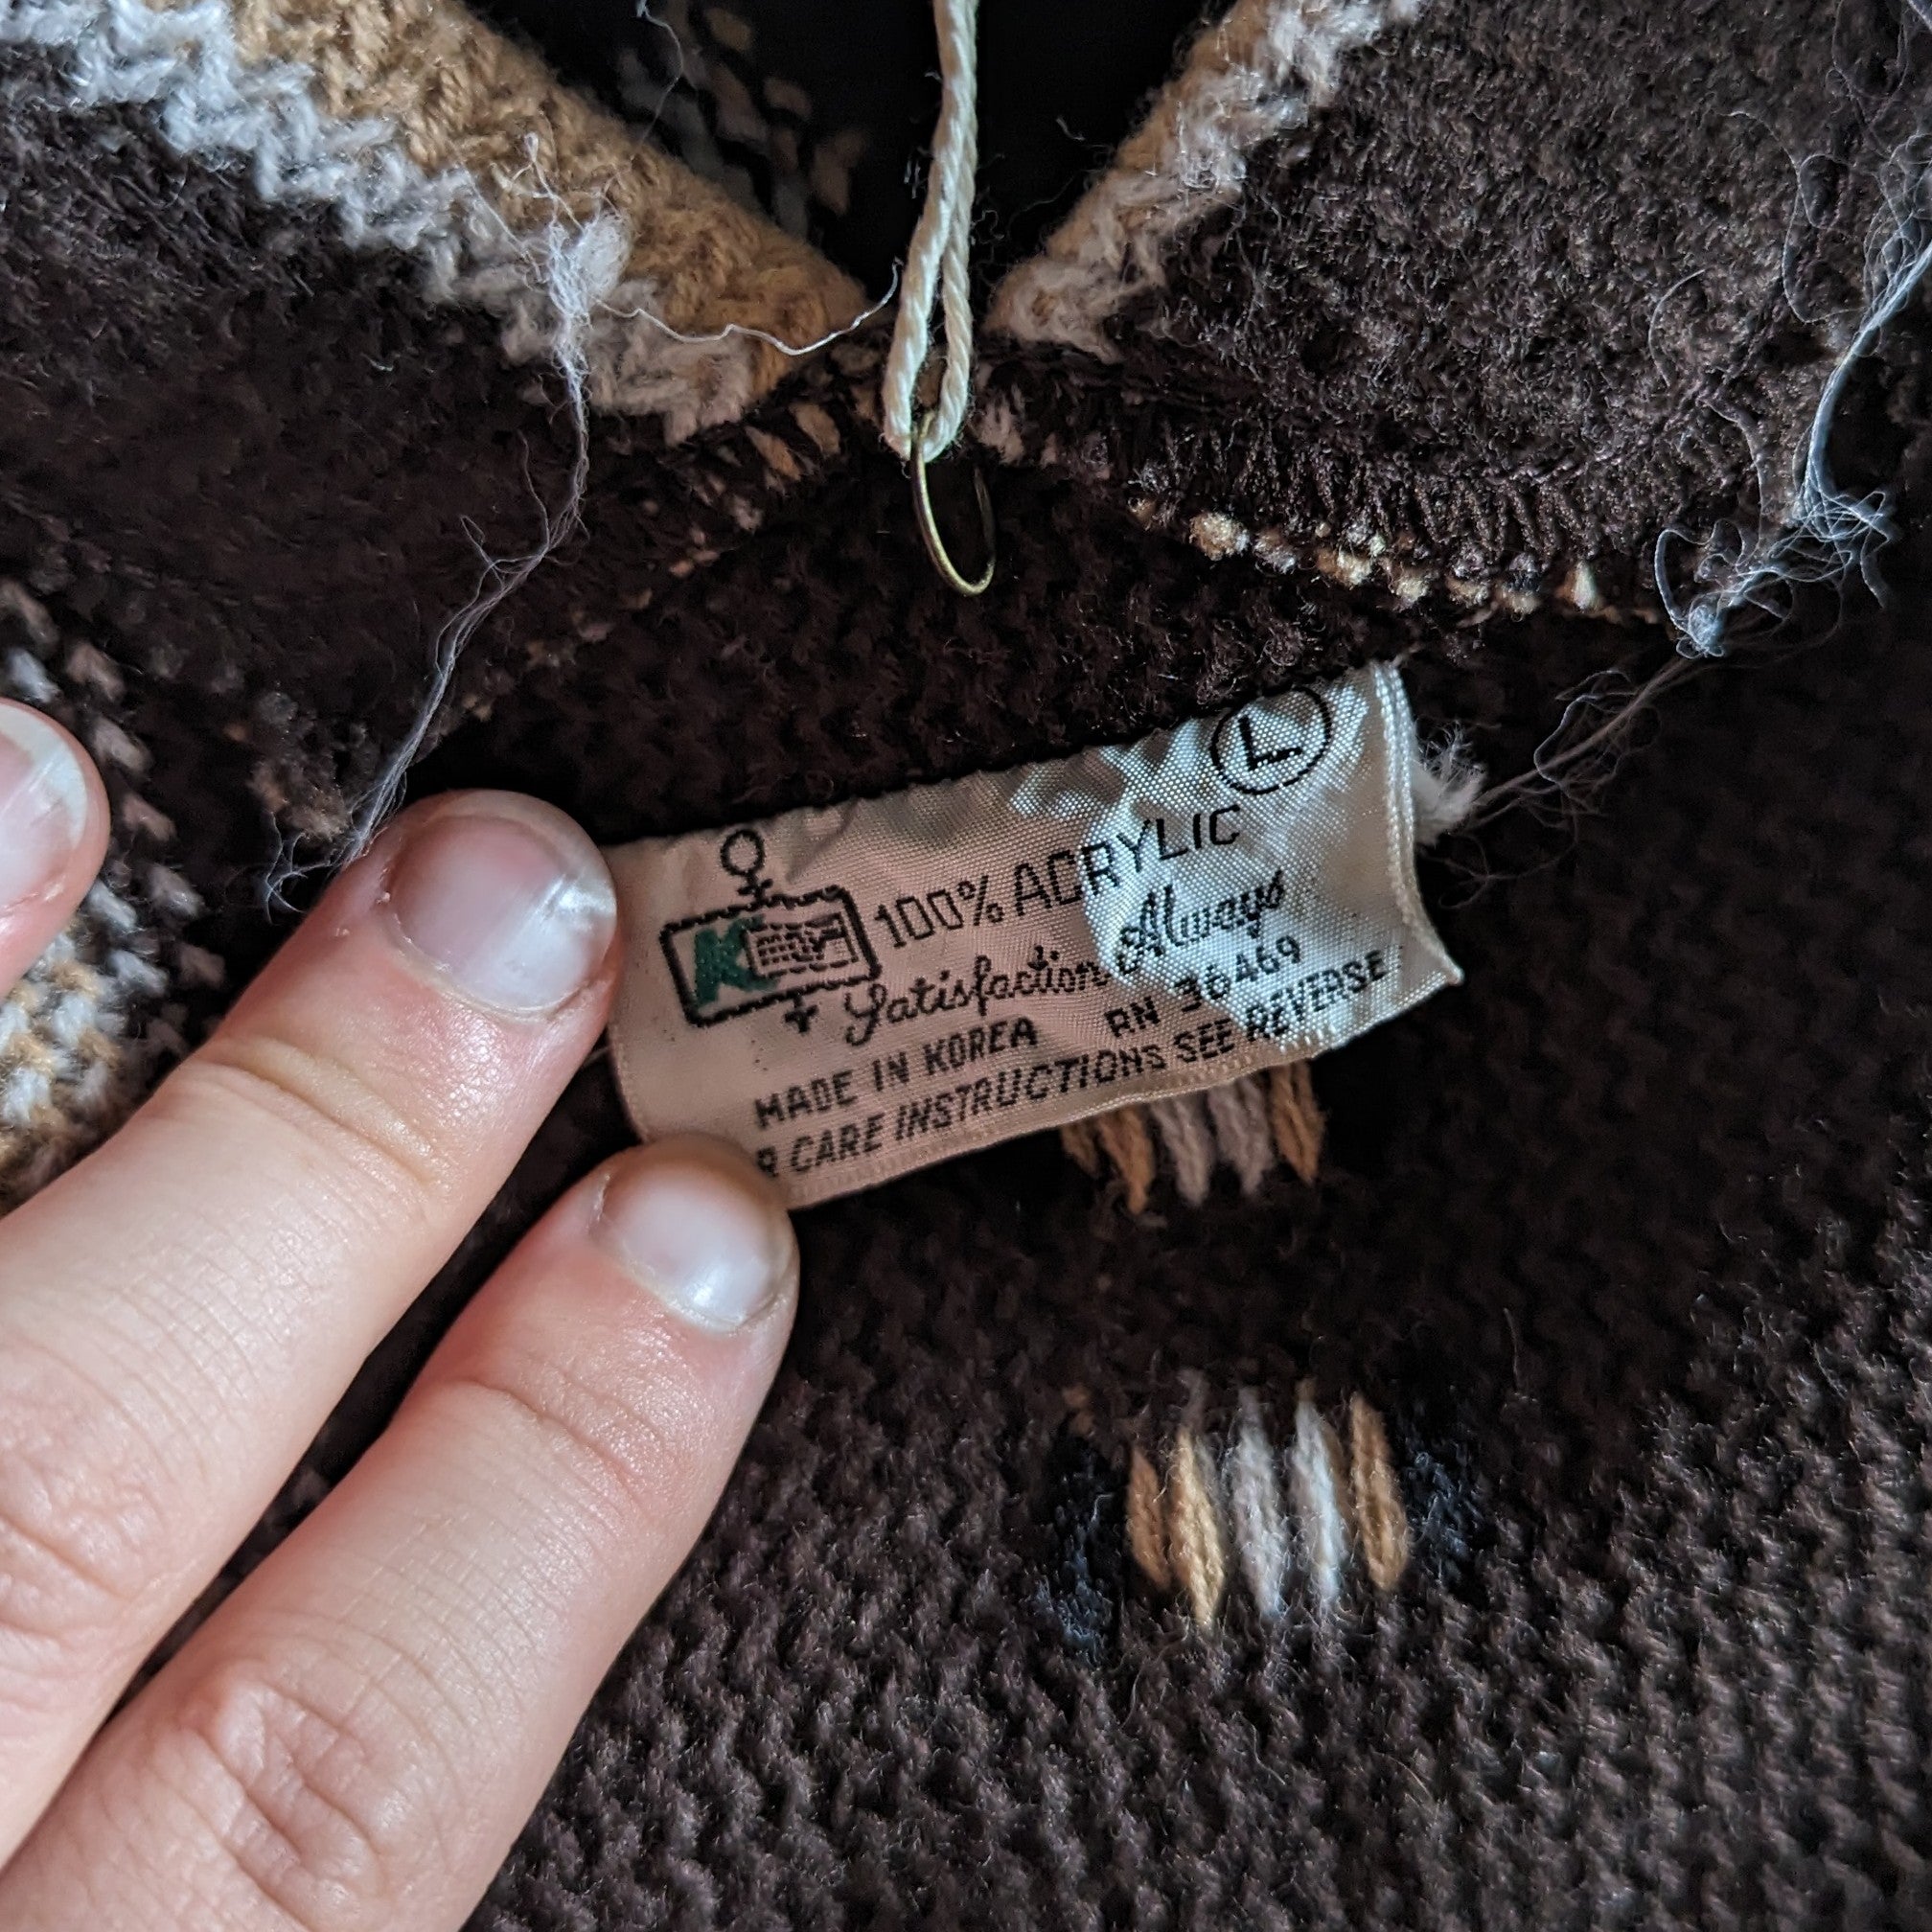 L
100% ACRYLIC
K
Satisfaction Always
MADE IN KOREA RN 36469
R CARE INSTRUCTIONS SEE REVERSE